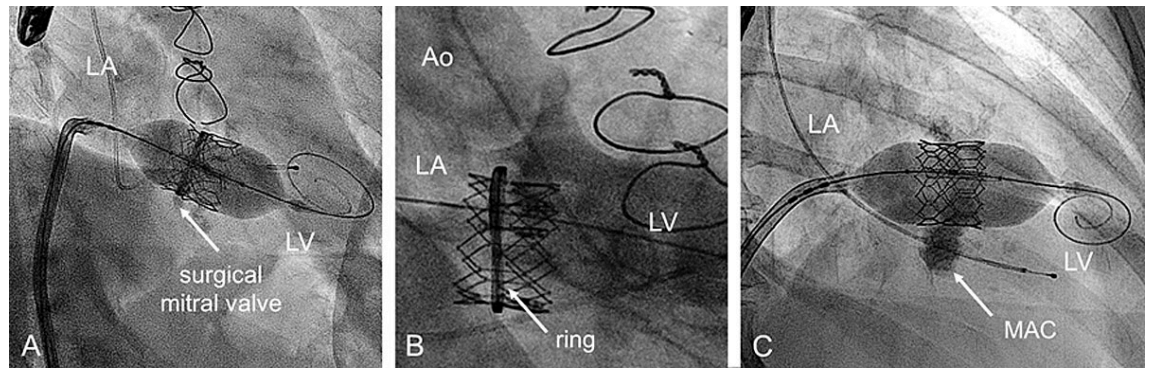 LA
surgical
mitral valve
LV
A
Ao
LA
LV
ring
B
LA
LV
MAC
C